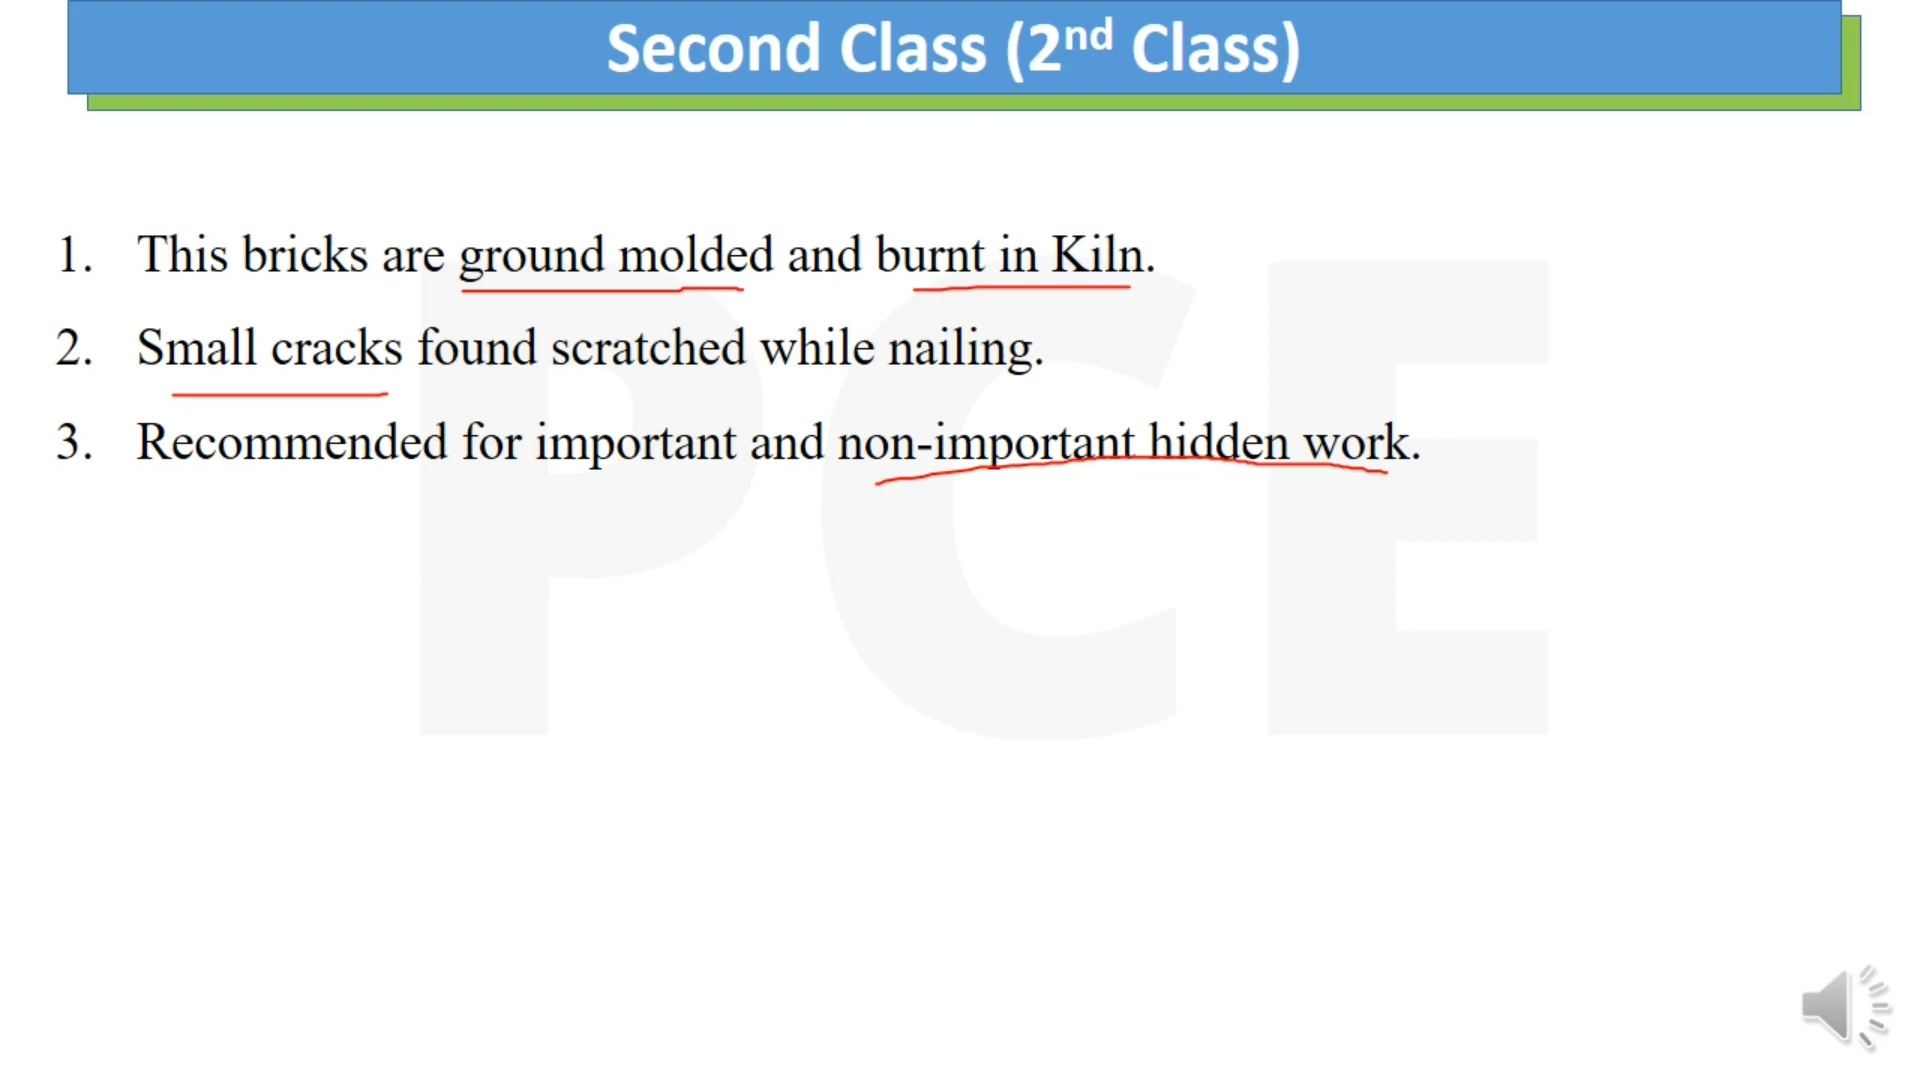 Second Class (2nd Class)
1. This bricks are ground molded and burnt in Kiln.
2. Small cracks found scratched while nailing.
3. Recommended for important and non-important hidden work.
PCE